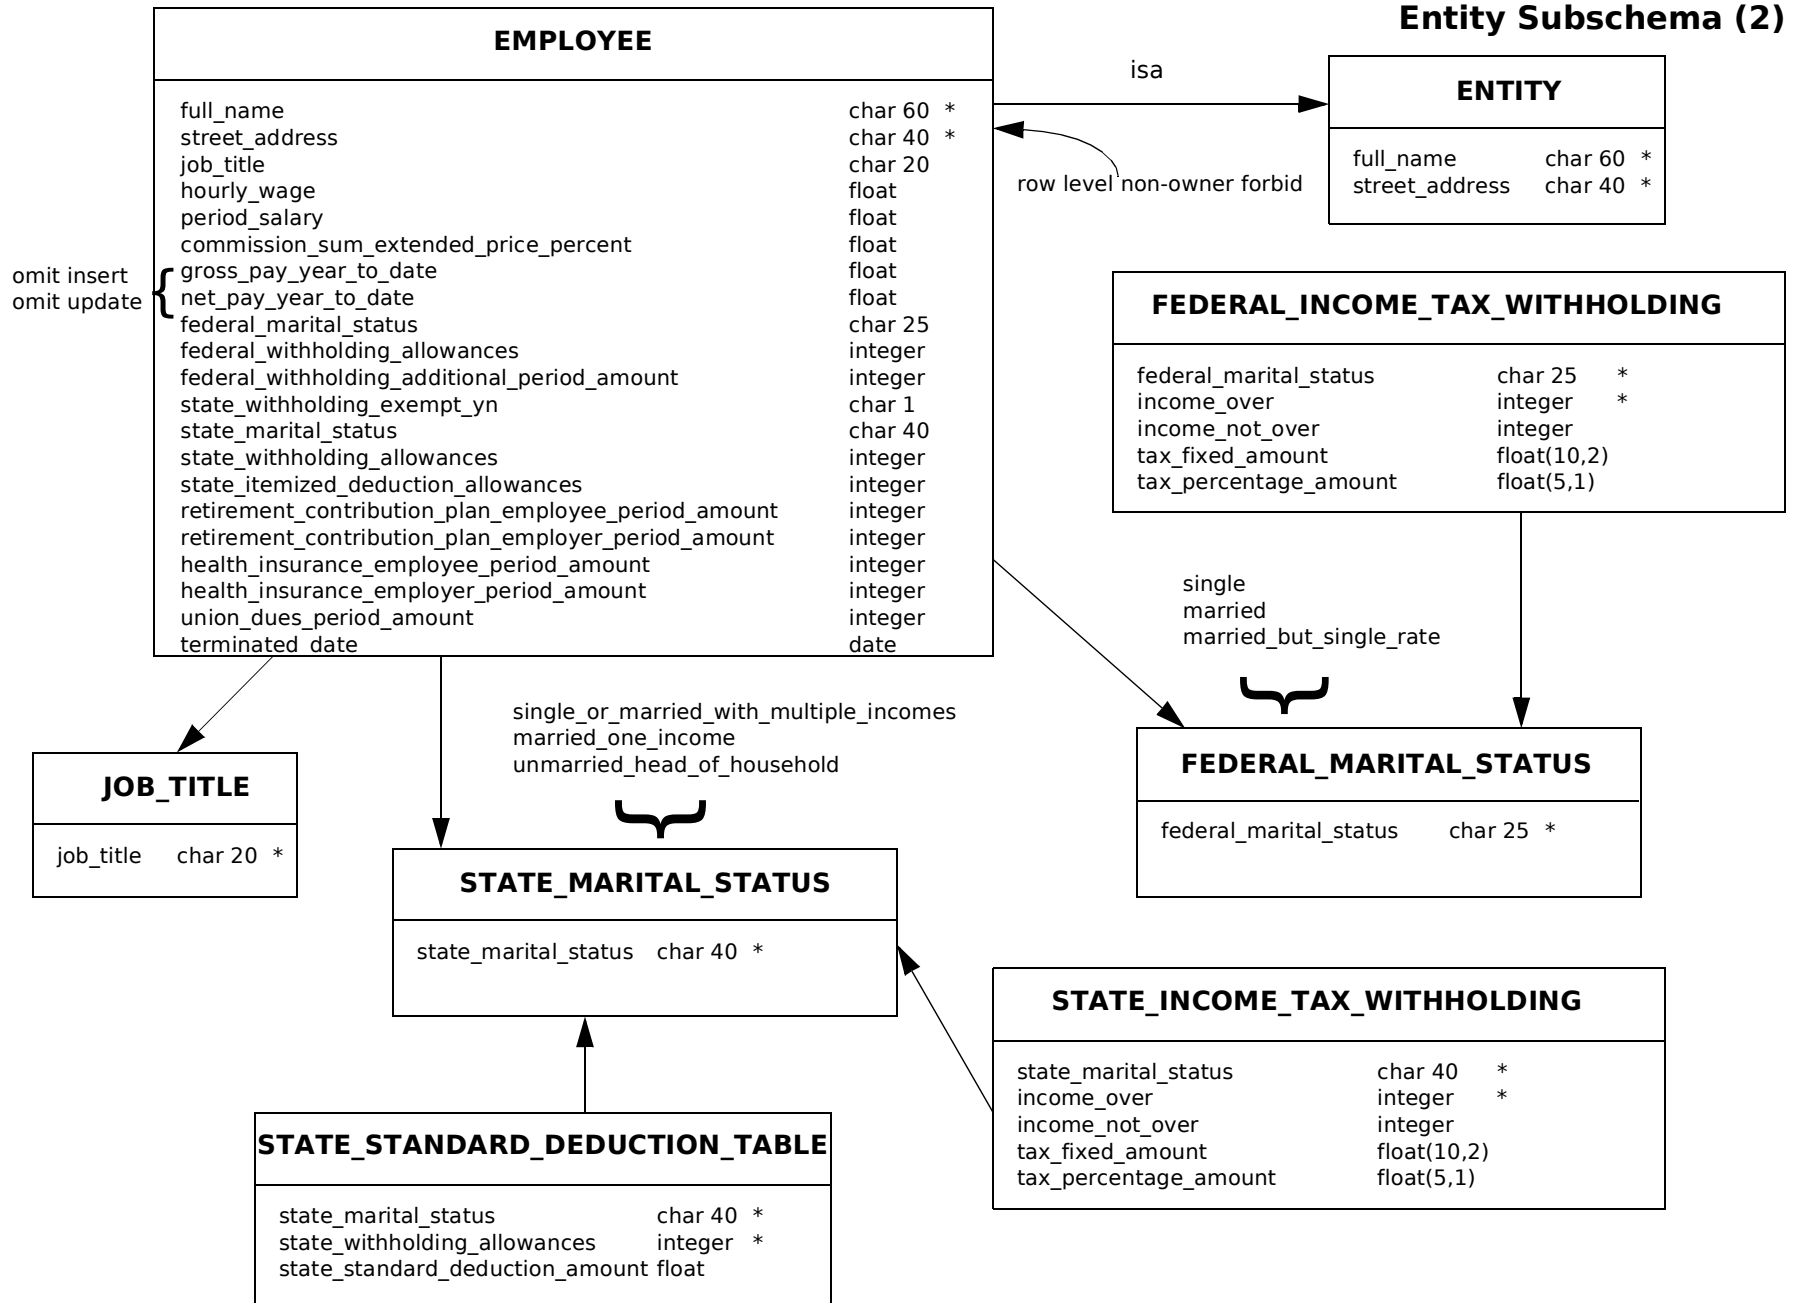 Entity Subschema (2)
EMPLOYEE
full_name char 60 *
street_address char 40 *
job_title char 20
hourly_wage float
period_salary float
commission_sum_extended_price_percent float
gross_pay_year_to_date float
net_pay_year_to_date float
federal_marital_status char 25
federal_withholding_allowances integer
federal_withholding_additional_period_amount integer
state_withholding_exempt_yn char 1
state_marital_status char 40
state_withholding_allowances integer
state_itemized_deduction_allowances integer
retirement_contribution_plan_employee_period_amount integer
retirement_contribution_plan_employer_period_amount integer
health_insurance_employee_period_amount integer
health_insurance_employer_period_amount integer
union_dues_period_amount integer
terminated_date date
omit insert
omit update
isa
row level non-owner forbid
ENTITY
full_name char 60 *
street_address char 40 *
FEDERAL_INCOME_TAX_WITHHOLDING
federal_marital_status char 25 *
income_over integer *
income_not_over integer
tax_fixed_amount float(10,2)
tax_percentage_amount float(5,1)
single
married
married_but_single_rate
FEDERAL_MARITAL_STATUS
federal_marital_status char 25 *
JOB_TITLE
job_title char 20 *
single_or_married_with_multiple_incomes
married_one_income
unmarried_head_of_household
STATE_MARITAL_STATUS
state_marital_status char 40 *
STATE_INCOME_TAX_WITHHOLDING
state_marital_status char 40 *
income_over integer *
income_not_over integer
tax_fixed_amount float(10,2)
tax_percentage_amount float(5,1)
STATE_STANDARD_DEDUCTION_TABLE
state_marital_status char 40 *
state_withholding_allowances integer *
state_standard_deduction_amount float